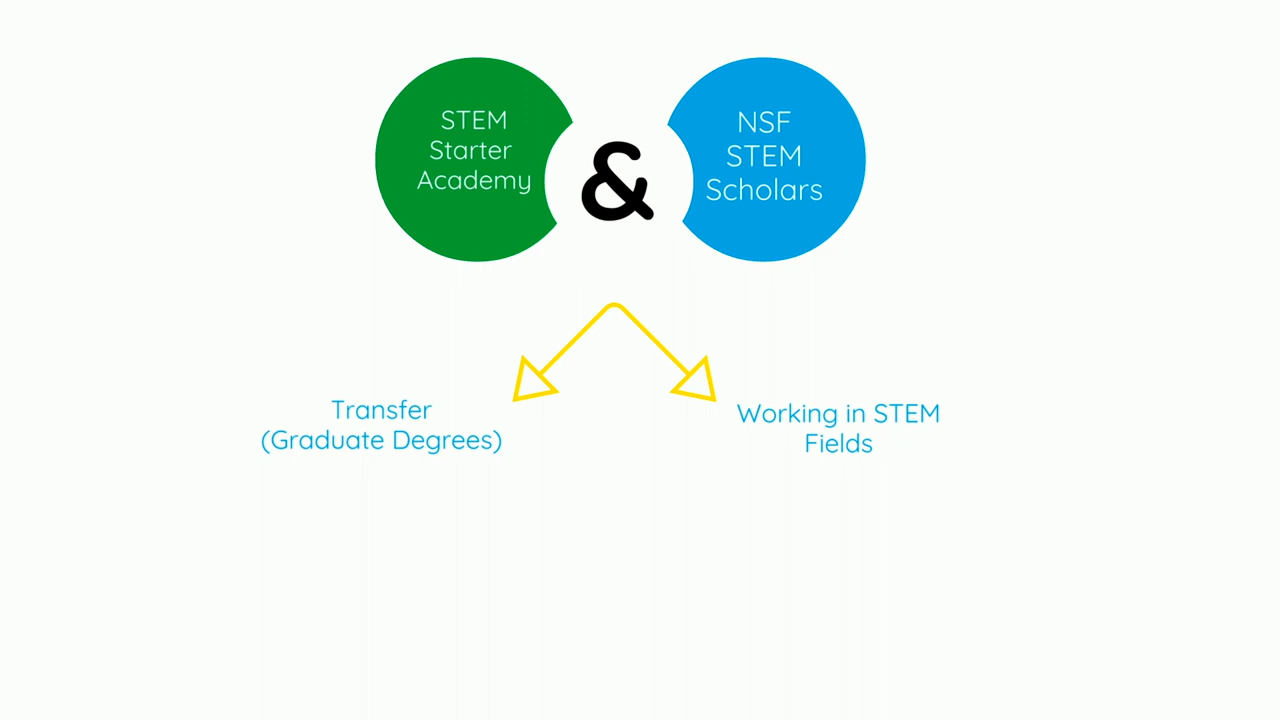 STEM
Starter
Academy
&
NSF
STEM
Scholars
Transfer
(Graduate Degrees)
Working in STEM
Fields